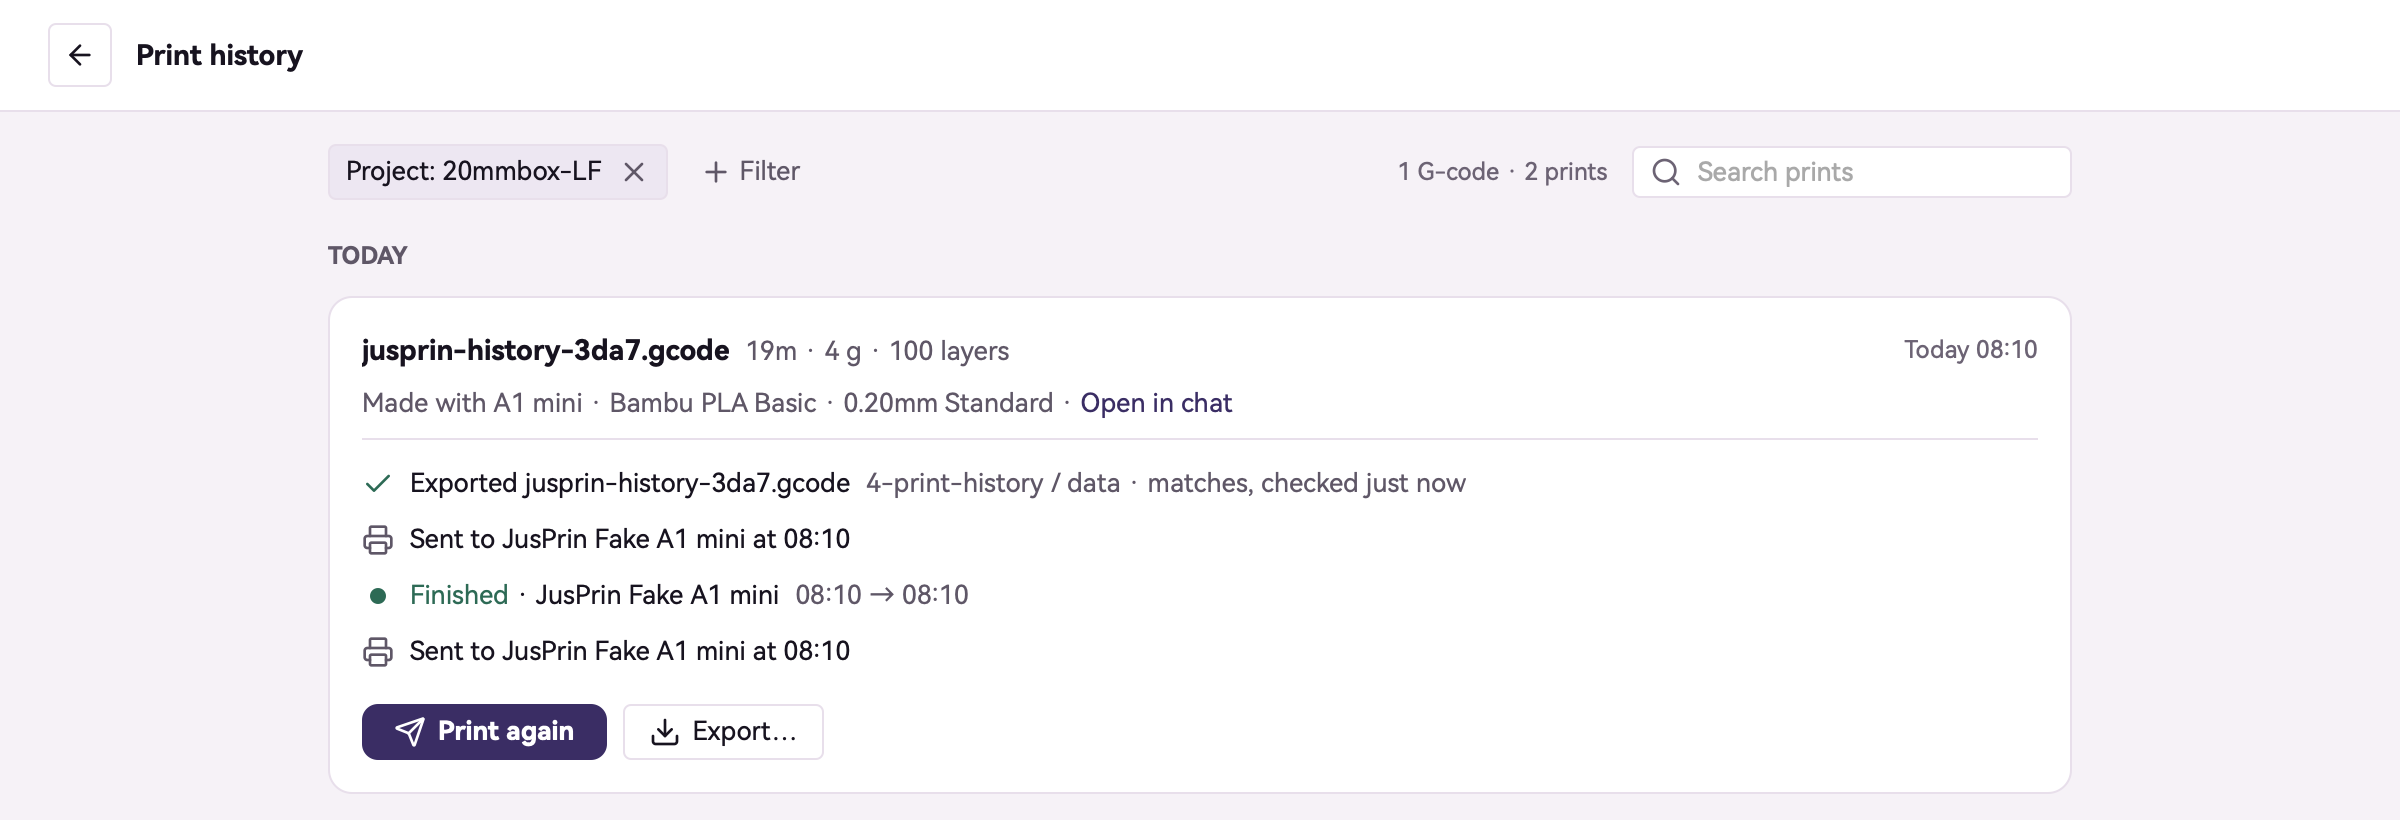 Print history
Project: 20mmbox-LF
Filter
1 G-code · 2 prints
Search prints
TODAY
jusprin-history-3da7.gcode 19m · 4 g · 100 layers
Today 08:10
Made with A1 mini · Bambu PLA Basic · 0.20mm Standard · Open in chat
Exported jusprin-history-3da7.gcode 4-print-history / data · matches, checked just now
Sent to JusPrin Fake A1 mini at 08:10
Finished · JusPrin Fake A1 mini 08:10 → 08:10
Sent to JusPrin Fake A1 mini at 08:10
Print again
Export...